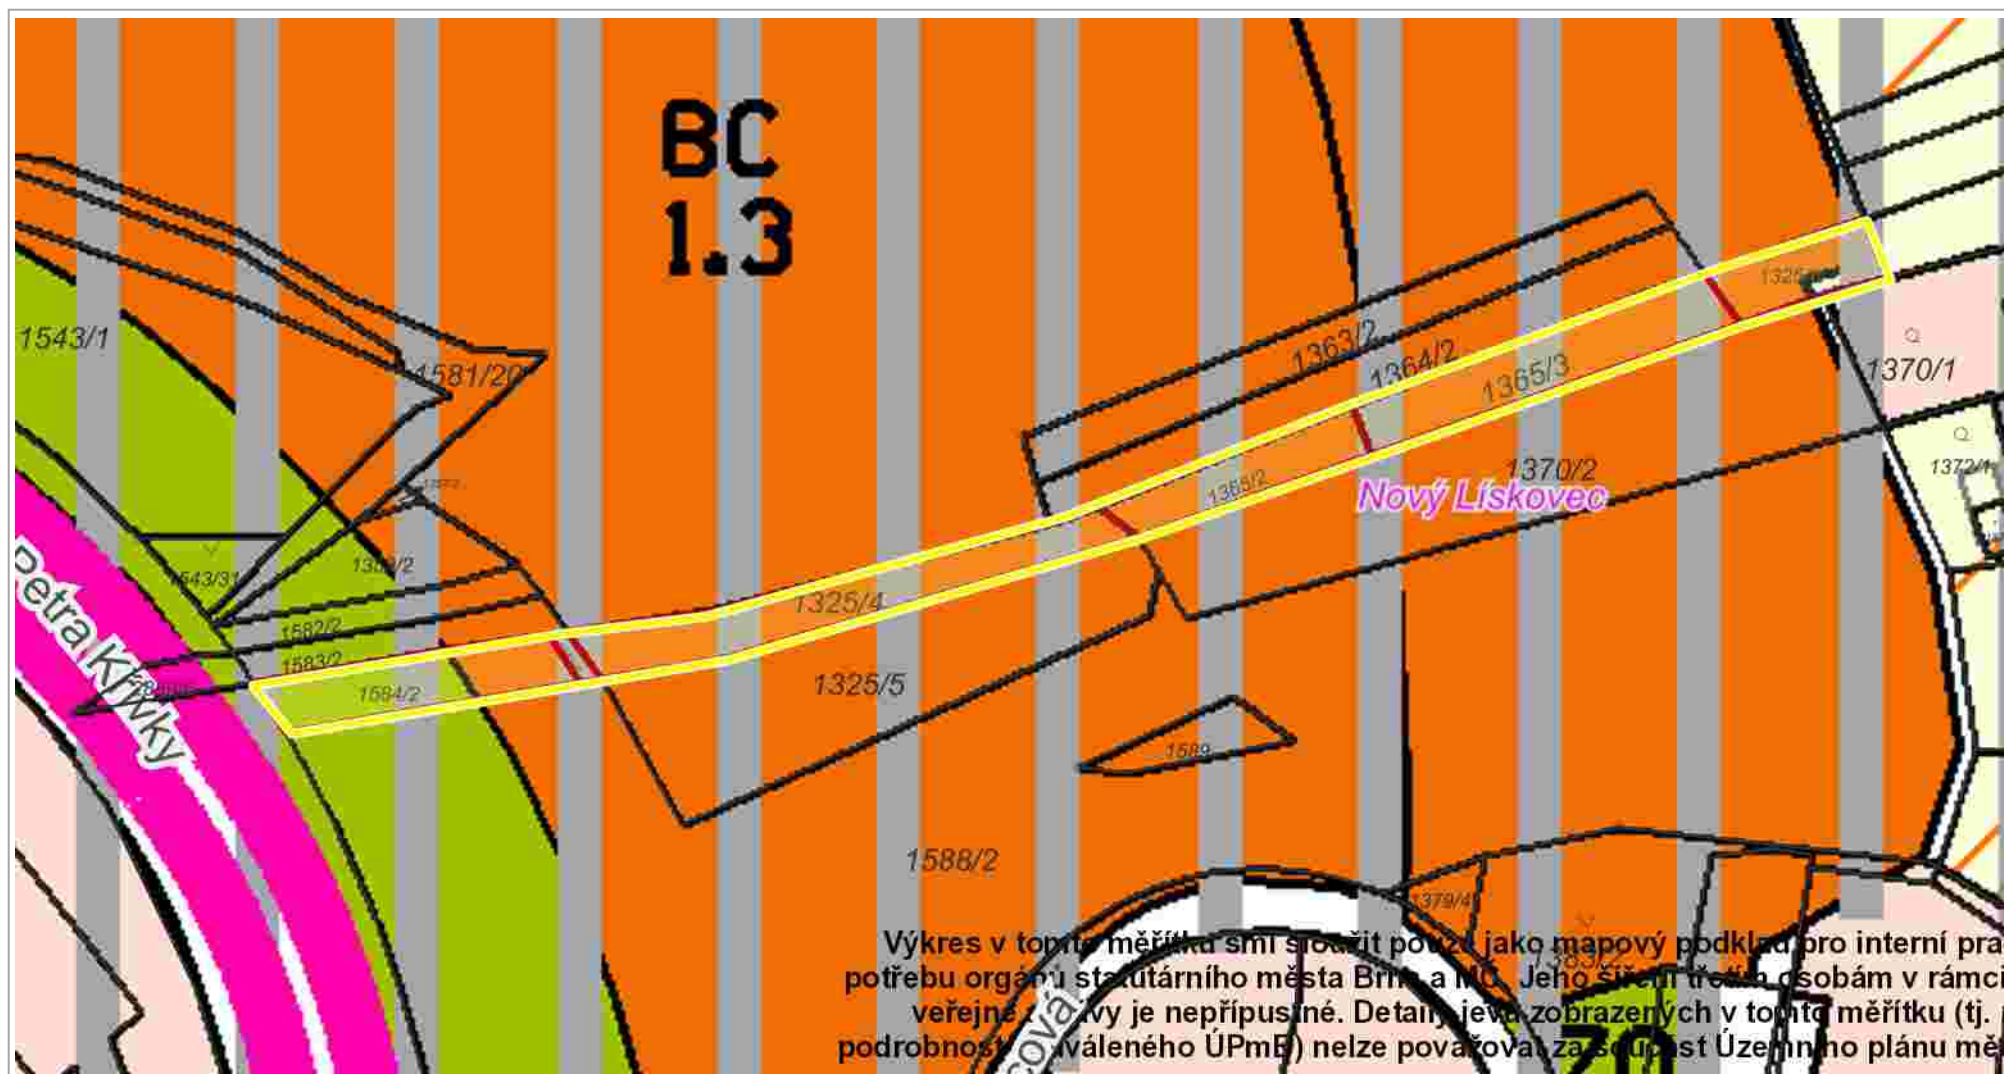 BC
1.3
1543/1
1581/20
1363/2
1364/2
1365/3
1370/1
1370/2
1365/2
Nový Lískovec
1372/1
1543/31
1325/4
1582/2
1583/2
1584/2
1325/5
Petra Křivky
1589
1588/2
1379/4
1383/2
Výkres v tomto měřítku smí sloužit pouze jako mapový podklad pro interní pra
potřebu orgánů statutárního města Brna a MČ. Jeho šíření třetím osobám v rámci
veřejné je nepřípustné. Detaily jevů zobrazených v tomto měřítku (tj.
podrobnost ÚPmB) nelze považovat za součást Územního plánu mě
ZO